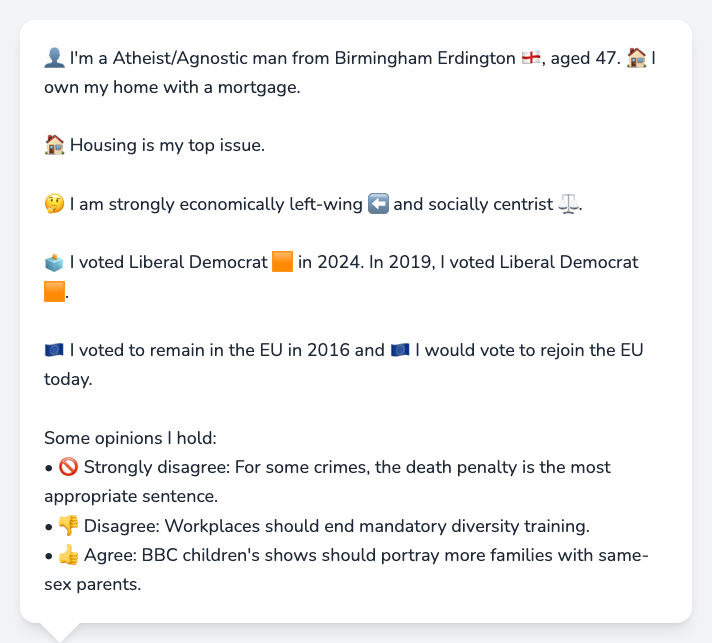 👤 I'm a Atheist/Agnostic man from Birmingham Erdington 🏴󠁧󠁢󠁥󠁮󠁧󠁿, aged 47. 🏠 I
own my home with a mortgage.
🏠 Housing is my top issue.
🤔 I am strongly economically left-wing ⬅️ and socially centrist ⚖️.
🗳️ I voted Liberal Democrat 🟧 in 2024. In 2019, I voted Liberal Democrat
🟧.
🇪🇺 I voted to remain in the EU in 2016 and 🇪🇺 I would vote to rejoin the EU
today.
Some opinions I hold:
• 🚫 Strongly disagree: For some crimes, the death penalty is the most
appropriate sentence.
• 👎 Disagree: Workplaces should end mandatory diversity training.
• 👍 Agree: BBC children's shows should portray more families with same-
sex parents.